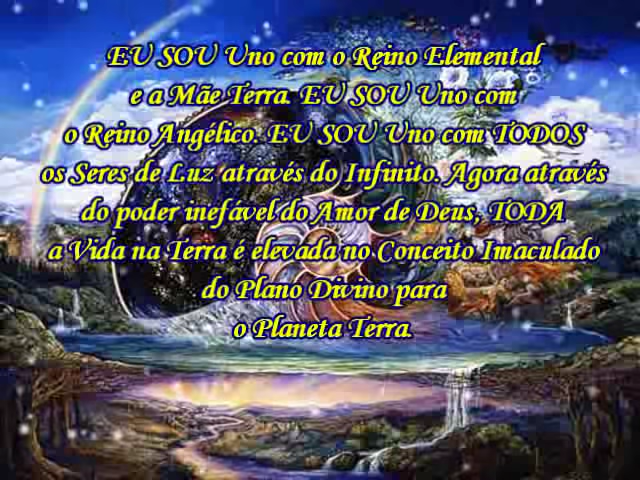 EU SOU Uno com o Reino Elemental
e a Mãe Terra. EU SOU Uno com
o Reino Angélico. EU SOU Uno com TODOS
os Seres de Luz através do Infinito. Agora através
do poder inefável do Amor de Deus, TODA
a Vida na Terra é elevada no Conceito Imaculado
do Plano Divino para
o Planeta Terra.